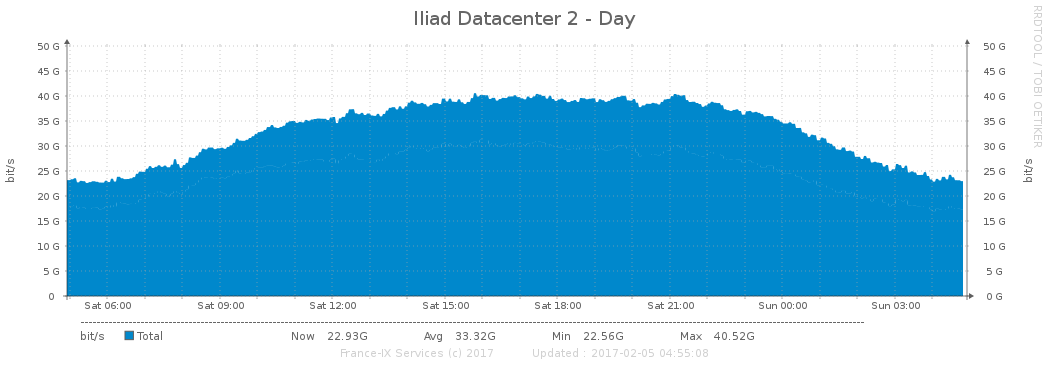 Iliad Datacenter 2 - Day
RRDTOOL / TOBI OETIKER
50 G 50 G
45 G 45 G
40 G 40 G
35 G 35 G
30 G 30 G
25 G 25 G
20 G 20 G
15 G 15 G
10 G 10 G
5 G 5 G
0 0 G
bit/s bit/s
Sat 06:00 Sat 09:00 Sat 12:00 Sat 15:00 Sat 18:00 Sat 21:00 Sun 00:00 Sun 03:00
bit/s Total Now 22.93G Avg 33.32G Min 22.56G Max 40.52G
France-IX Services (c) 2017 Updated : 2017-02-05 04:55:08